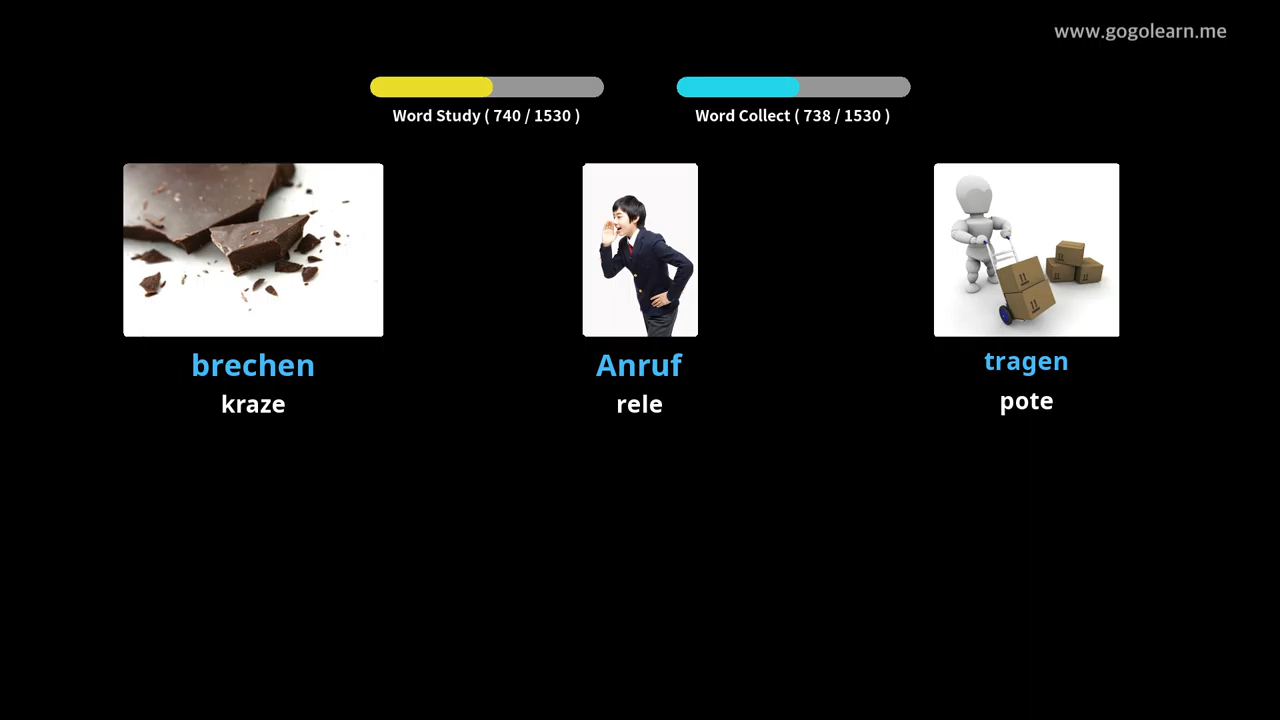 www.gogolearn.me
Word Study ( 740 / 1530 )
Word Collect ( 738 / 1530 )
brechen
kraze
Anruf
rele
tragen
pote